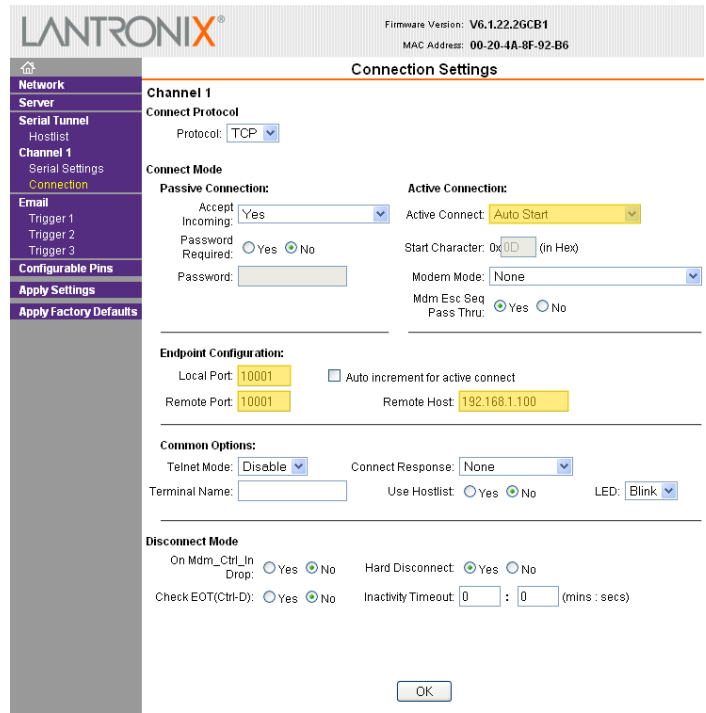 LANTRONIX®
Firmware Version: V6.1.22.2GCB1
MAC Address: 00-20-4A-8F-92-B6
Network
Server
Serial Tunnel
Hostlist
Channel 1
Serial Settings
Connection
Email
Trigger 1
Trigger 2
Trigger 3
Configurable Pins
Apply Settings
Apply Factory Defaults
Connection Settings
Channel 1
Connect Protocol
Protocol: TCP
Connect Mode
Passive Connection:
Accept Incoming: Yes
Password Required: Yes No
Password:
Active Connection:
Active Connect: Auto Start
Start Character: 0x 0D (in Hex)
Modem Mode: None
Mdm Esc Seq Pass Thru: Yes No
Endpoint Configuration:
Local Port: 10001 Auto increment for active connect
Remote Port: 10001 Remote Host: 192.168.1.100
Common Options:
Telnet Mode: Disable Connect Response: None
Terminal Name: Use Hostlist: Yes No LED: Blink
Disconnect Mode
On Mdm_Ctrl_In Drop: Yes No Hard Disconnect: Yes No
Check EOT(Ctrl-D): Yes No Inactivity Timeout: 0 : 0 (mins : secs)
OK